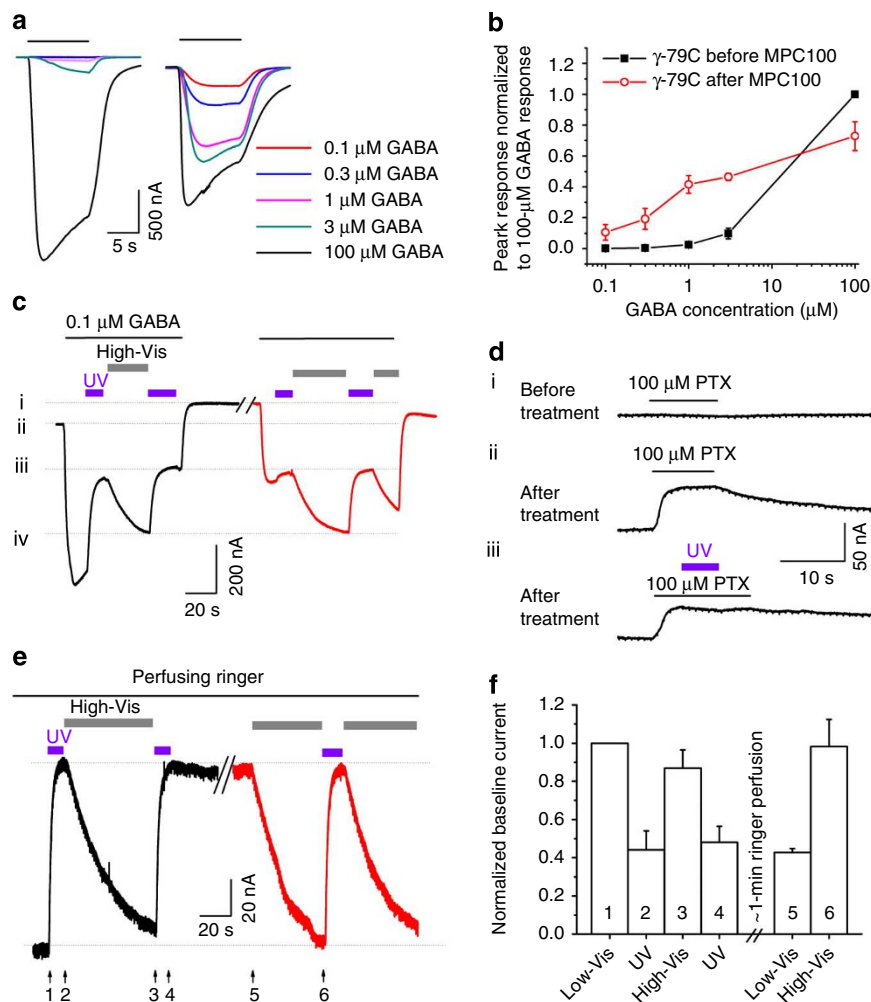 a
0.1 μM GABA
0.3 μM GABA
1 μM GABA
3 μM GABA
100 μM GABA
5 s
500 nA
b
γ-79C before MPC100
γ-79C after MPC100
Peark response normalized
to 100-μM GABA response
1.2
1.0
0.8
0.6
0.4
0.2
0.0
0.1
1
10
100
GABA concentration (μM)
c
0.1 μM GABA
High-Vis
UV
i
ii
iii
iv
20 s
200 nA
d
i
Before
treatment
100 μM PTX
ii
After
treatment
100 μM PTX
iii
UV
After
treatment
100 μM PTX
10 s
50 nA
e
Perfusing ringer
High-Vis
UV
20 s
20 nA
1 2 3 4 5 6
f
Normalized baseline current
1.2
1.0
0.8
0.6
0.4
0.2
0.0
1
2
3
4
5
6
~1-min ringer perfusion
Low-Vis
UV
High-Vis
UV
Low-Vis
High-Vis